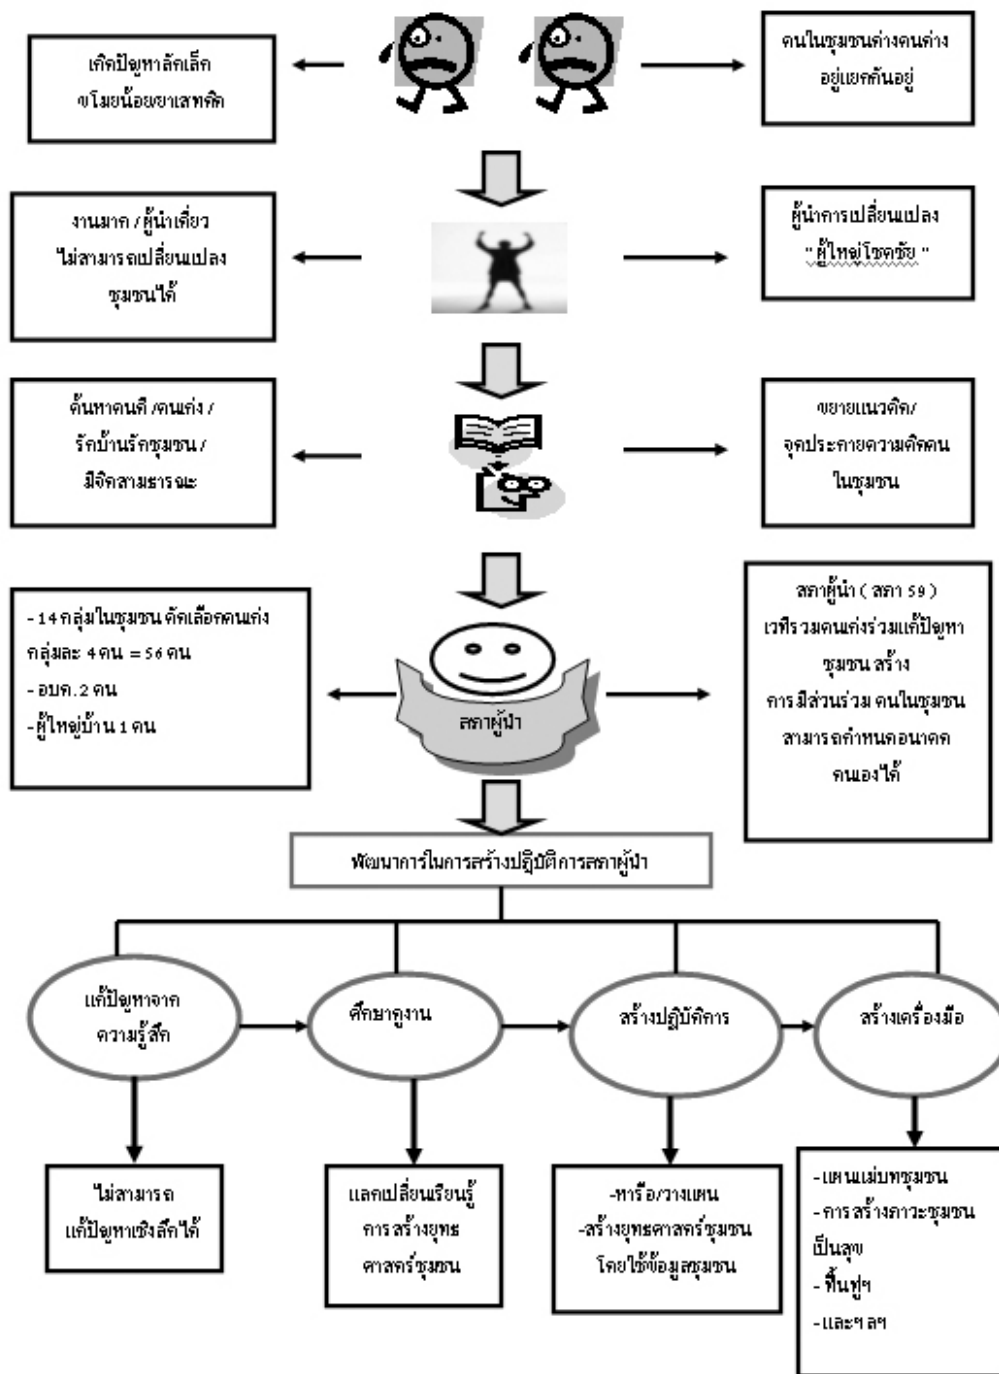 เกิดปัญหาลักเล็ก
ขโมยน้อย/ยาเสพติด
คนในชุมชนต่างคนต่าง
อยู่แยกกันอยู่
งานมาก / ผู้นำเดี่ยว
ไม่สามารถเปลี่ยนแปลง
ชุมชนได้
ผู้นำการเปลี่ยนแปลง
" ผู้ใหญ่โชคชัย "
ค้นหาคนดี /คนเก่ง /
รักบ้านรักชุมชน /
มีจิตสาธารณะ
ขยายแนวคิด/
จุดประกายความคิดคน
ในชุมชน
- 14 กลุ่มในชุมชน คัดเลือกคนเก่ง
กลุ่มละ 4 คน = 56 คน
- อบต. 2 คน
- ผู้ใหญ่บ้าน 1 คน
สภาผู้นำ
สภาผู้นำ ( สภา 59 )
เวทีรวมคนเก่งร่วมแก้ปัญหา
ชุมชน สร้าง
การมีส่วนร่วม คนในชุมชน
สามารถกำหนดอนาคต
ตนเองได้
พัฒนาการในการสร้างปฏิบัติการสภาผู้นำ
แก้ปัญหาจาก
ความรู้สึก
ศึกษาดูงาน
สร้างปฏิบัติการ
สร้างเครื่องมือ
ไม่สามารถ
แก้ปัญหาเชิงลึกได้
แลกเปลี่ยนเรียนรู้
การสร้างยุทธ
ศาสตร์ชุมชน
-หารือ/วางแผน
-สร้างยุทธศาสตร์ชุมชน
โดยใช้ข้อมูลชุมชน
- แผนแม่บทชุมชน
- การสร้างภาวะชุมชน
เป็นสุข
- ฟื้นฟูฯ
- และฯ ลฯ